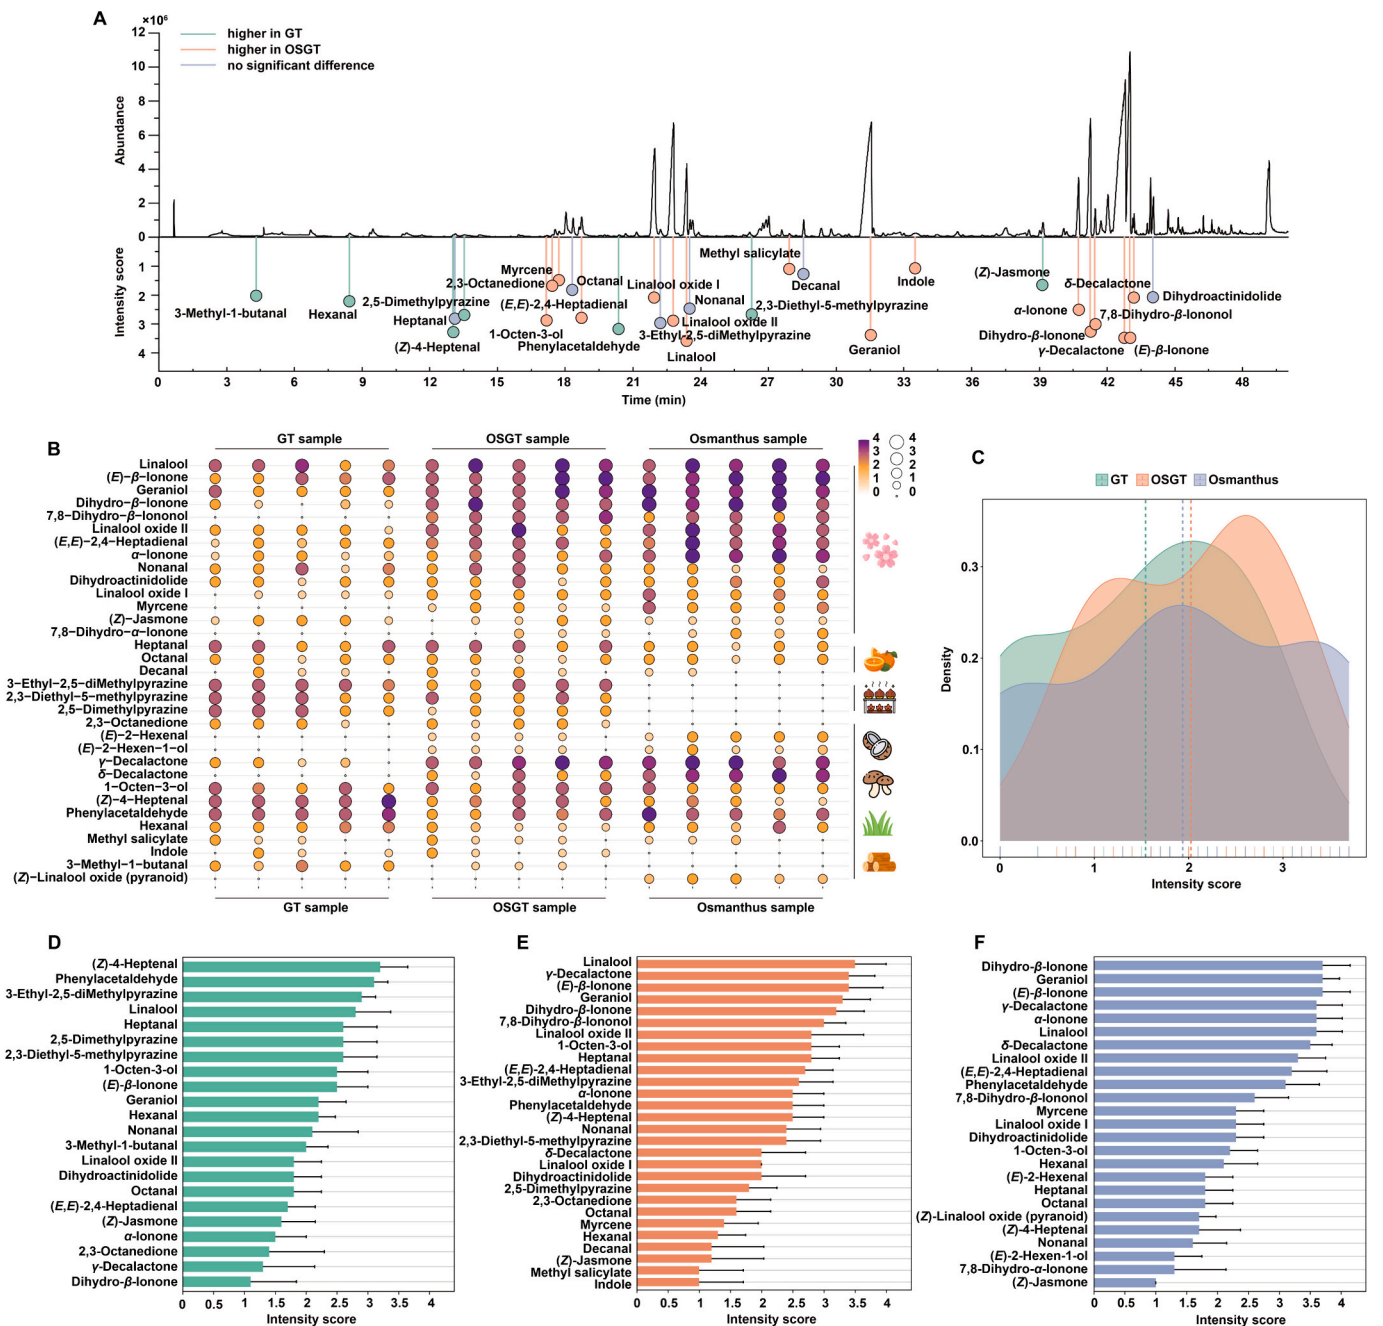 A
×10⁶
higher in GT
higher in OSGT
no significant difference
Abundance
12
10
8
6
4
2
0
Intensity score
1
2
3
4
3-Methyl-1-butanal
Hexanal
2,5-Dimethylpyrazine
Heptanal
(Z)-4-Heptenal
Myrcene
2,3-Octanedione
Octanal
(E,E)-2,4-Heptadienal
1-Octen-3-ol
Phenylacetaldehyde
Linalool oxide I
Nonanal
Linalool oxide II
3-Ethyl-2,5-diMethylpyrazine
Linalool
Methyl salicylate
Decanal
2,3-Diethyl-5-methylpyrazine
Geraniol
Indole
(Z)-Jasmone
δ-Decalactone
Dihydroactinidolide
α-Ionone
7,8-Dihydro-β-Iononol
Dihydro-β-Ionone
γ-Decalactone
(E)-β-Ionone
0 3 6 9 12 15 18 21 24 27 30 33 36 39 42 45 48
Time (min)
B
GT sample OSGT sample Osmanthus sample
4
3
2
1
0
4
3
2
1
0
Linalool
(E)−β−Ionone
Geraniol
Dihydro−β−Ionone
7,8−Dihydro−β−Iononol
Linalool oxide II
(E,E)−2,4−Heptadienal
α−Ionone
Nonanal
Dihydroactinidolide
Linalool oxide I
Myrcene
(Z)−Jasmone
7,8−Dihydro−α−Ionone
Heptanal
Octanal
Decanal
3−Ethyl−2,5−diMethylpyrazine
2,3−Diethyl−5−methylpyrazine
2,5−Dimethylpyrazine
2,3−Octanedione
(E)−2−Hexenal
(E)−2−Hexen−1−ol
γ−Decalactone
δ−Decalactone
1−Octen−3−ol
(Z)−4−Heptenal
Phenylacetaldehyde
Hexanal
Methyl salicylate
Indole
3−Methyl−1−butanal
(Z)−Linalool oxide (pyranoid)
GT sample OSGT sample Osmanthus sample
C
GT OSGT Osmanthus
Density
0.3
0.2
0.1
0.0
0 1 2 3
Intensity score
D
(Z)-4-Heptenal
Phenylacetaldehyde
3-Ethyl-2,5-diMethylpyrazine
Linalool
Heptanal
2,5-Dimethylpyrazine
2,3-Diethyl-5-methylpyrazine
1-Octen-3-ol
(E)-β-Ionone
Geraniol
Hexanal
Nonanal
3-Methyl-1-butanal
Linalool oxide II
Dihydroactinidolide
Octanal
(E,E)-2,4-Heptadienal
(Z)-Jasmone
α-Ionone
2,3-Octanedione
γ-Decalactone
Dihydro-β-Ionone
0 0.5 1 1.5 2 2.5 3 3.5 4
Intensity score
E
Linalool
γ-Decalactone
(E)-β-Ionone
Geraniol
Dihydro-β-Ionone
7,8-Dihydro-β-Iononol
Linalool oxide II
1-Octen-3-ol
Heptanal
(E,E)-2,4-Heptadienal
3-Ethyl-2,5-diMethylpyrazine
α-Ionone
Phenylacetaldehyde
(Z)-4-Heptenal
Nonanal
2,3-Diethyl-5-methylpyrazine
δ-Decalactone
Linalool oxide I
Dihydroactinidolide
2,5-Dimethylpyrazine
2,3-Octanedione
Octanal
Myrcene
Hexanal
Decanal
(Z)-Jasmone
Methyl salicylate
Indole
0 0.5 1 1.5 2 2.5 3 3.5 4
Intensity score
F
Dihydro-β-Ionone
Geraniol
(E)-β-Ionone
γ-Decalactone
α-Ionone
Linalool
δ-Decalactone
Linalool oxide II
(E,E)-2,4-Heptadienal
Phenylacetaldehyde
7,8-Dihydro-β-Iononol
Myrcene
Linalool oxide I
Dihydroactinidolide
1-Octen-3-ol
Hexanal
(E)-2-Hexenal
Heptanal
Octanal
(Z)-Linalool oxide (pyranoid)
(Z)-4-Heptenal
Nonanal
(E)-2-Hexen-1-ol
7,8-Dihydro-α-Ionone
(Z)-Jasmone
0 0.5 1 1.5 2 2.5 3 3.5 4
Intensity score